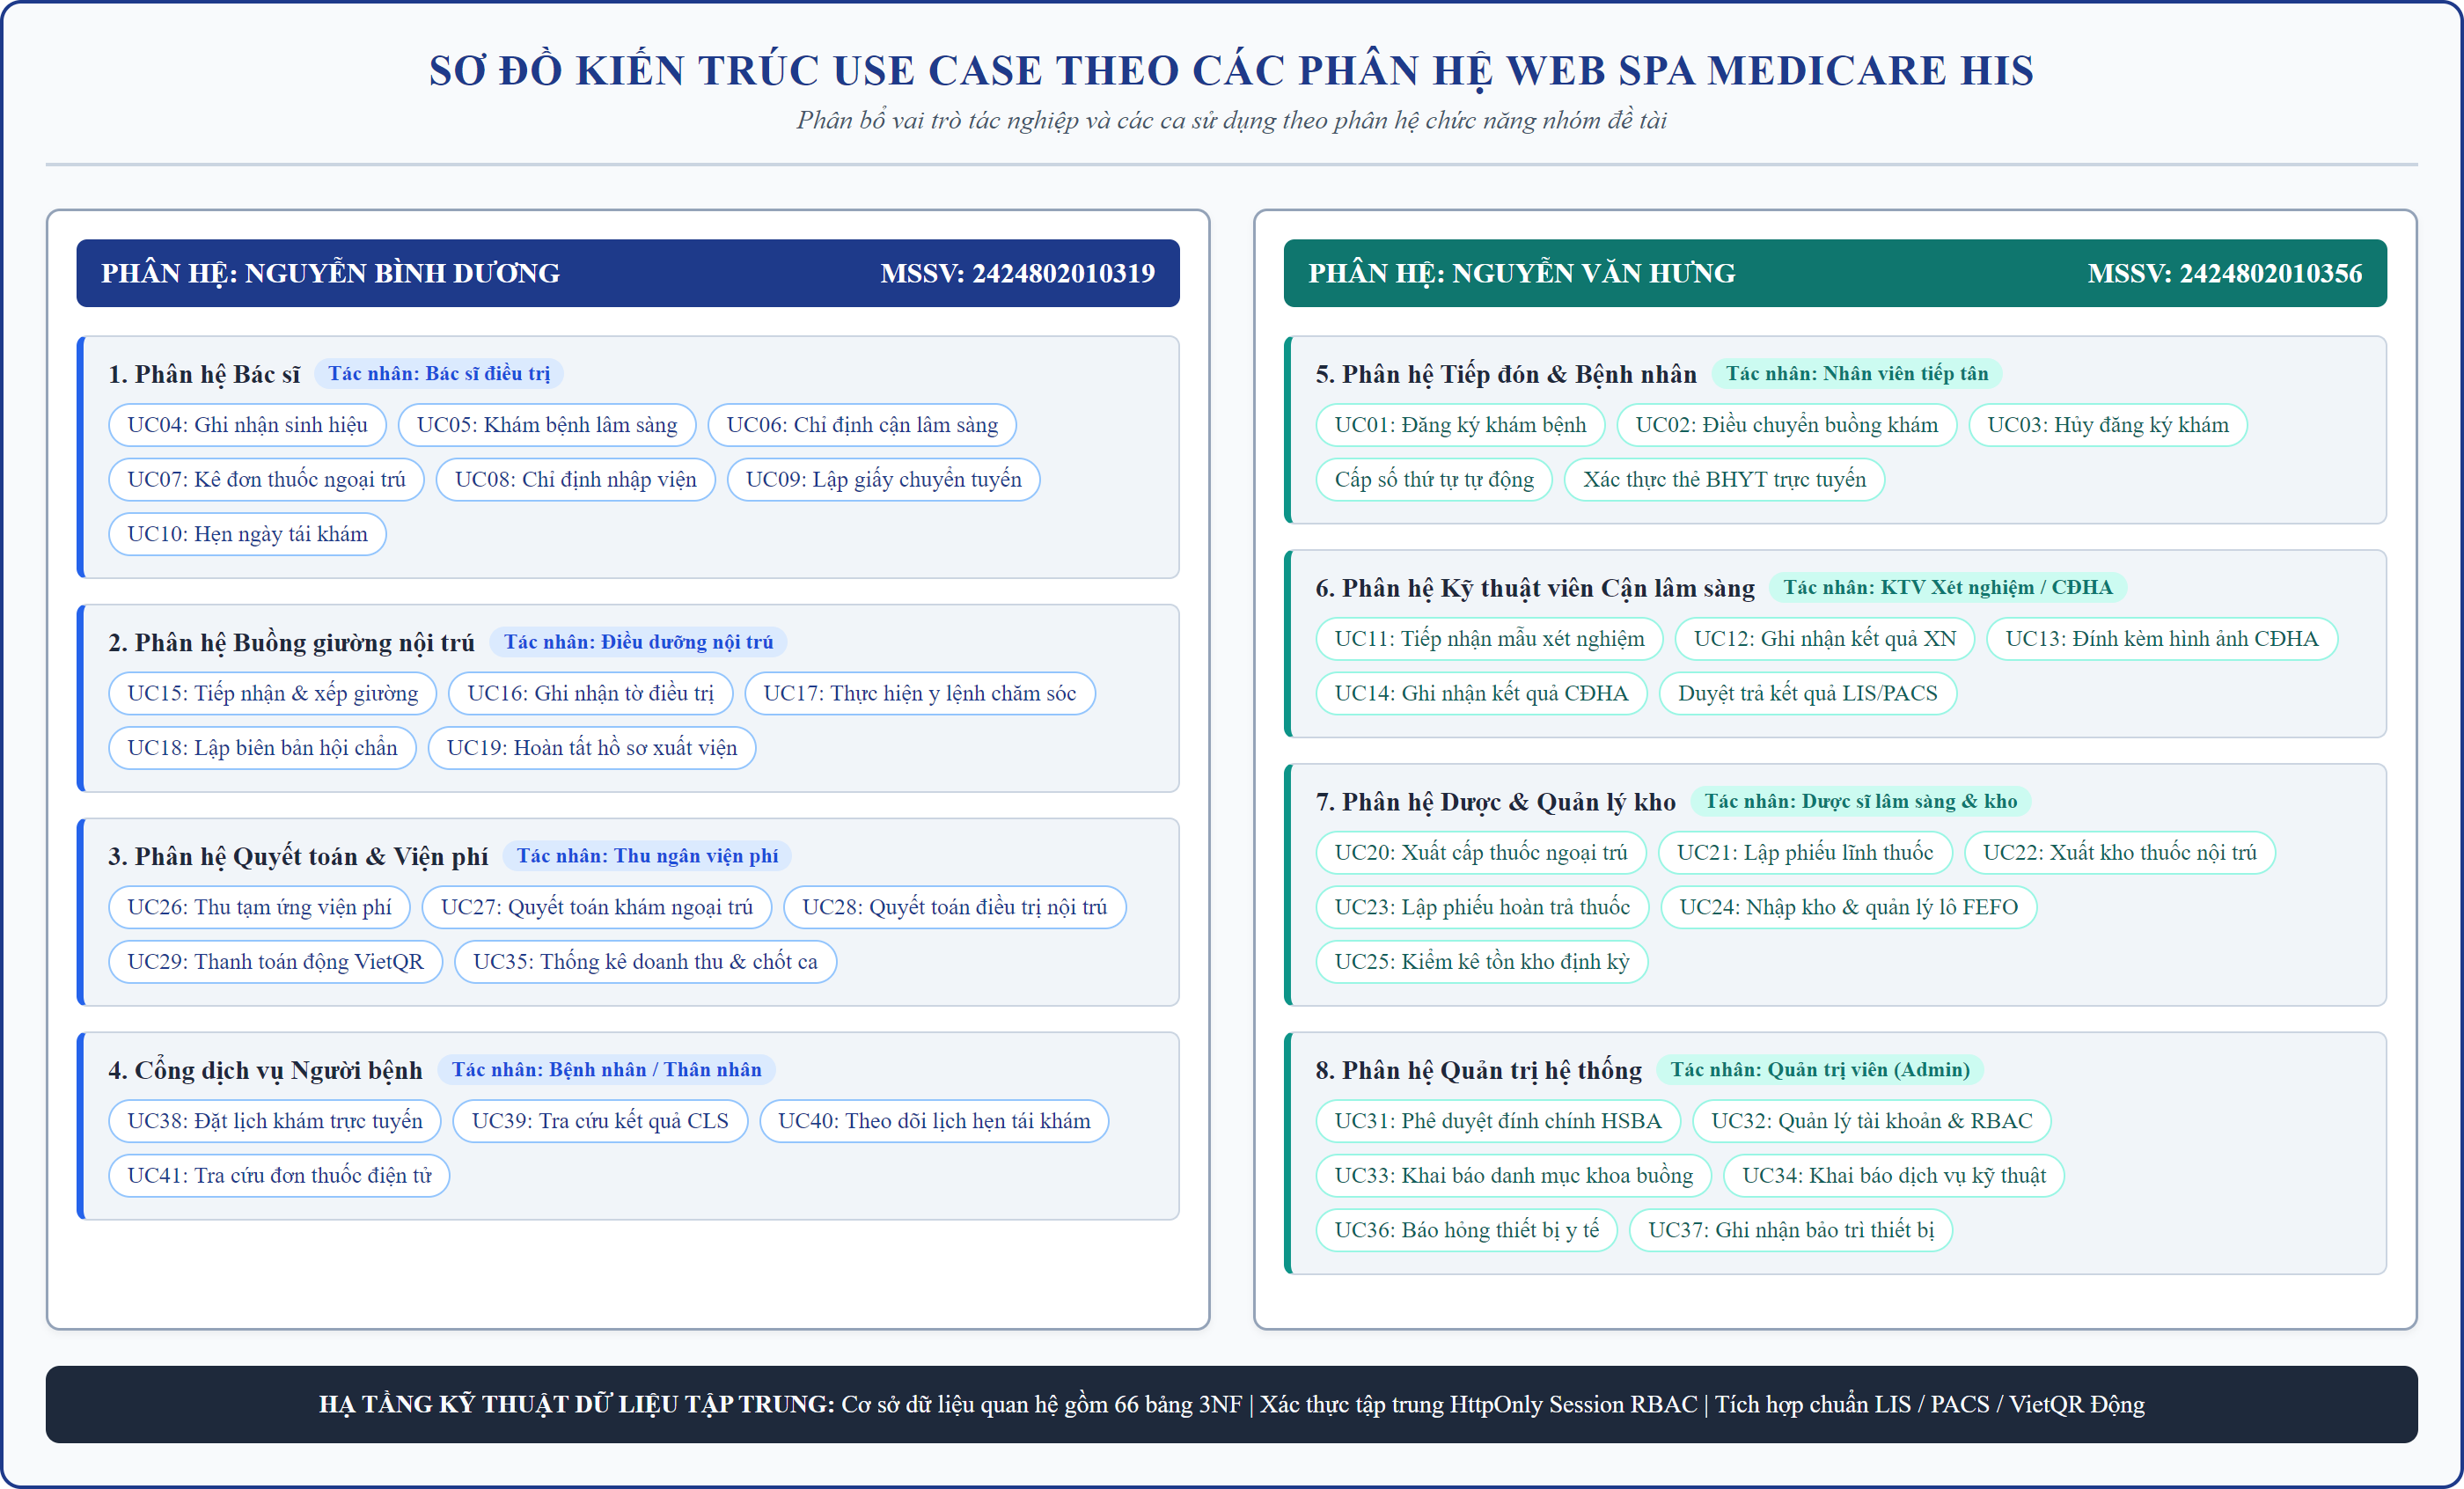 SƠ ĐỒ KIẾN TRÚC USE CASE THEO CÁC PHÂN HỆ WEB SPA MEDICARE HIS
Phân bổ vai trò tác nghiệp và các ca sử dụng theo phân hệ chức năng nhóm đề tài
PHÂN HỆ: NGUYỄN BÌNH DƯƠNG MSSV: 2424802010319
1. Phân hệ Bác sĩ Tác nhân: Bác sĩ điều trị
UC04: Ghi nhận sinh hiệu UC05: Khám bệnh lâm sàng UC06: Chỉ định cận lâm sàng
UC07: Kê đơn thuốc ngoại trú UC08: Chỉ định nhập viện UC09: Lập giấy chuyển tuyến
UC10: Hẹn ngày tái khám
2. Phân hệ Buồng giường nội trú Tác nhân: Điều dưỡng nội trú
UC15: Tiếp nhận & xếp giường UC16: Ghi nhận tờ điều trị UC17: Thực hiện y lệnh chăm sóc
UC18: Lập biên bản hội chẩn UC19: Hoàn tất hồ sơ xuất viện
3. Phân hệ Quyết toán & Viện phí Tác nhân: Thu ngân viện phí
UC26: Thu tạm ứng viện phí UC27: Quyết toán khám ngoại trú UC28: Quyết toán điều trị nội trú
UC29: Thanh toán động VietQR UC35: Thống kê doanh thu & chốt ca
4. Cổng dịch vụ Người bệnh Tác nhân: Bệnh nhân / Thân nhân
UC38: Đặt lịch khám trực tuyến UC39: Tra cứu kết quả CLS UC40: Theo dõi lịch hẹn tái khám
UC41: Tra cứu đơn thuốc điện tử
PHÂN HỆ: NGUYỄN VĂN HƯNG MSSV: 2424802010356
5. Phân hệ Tiếp đón & Bệnh nhân Tác nhân: Nhân viên tiếp tân
UC01: Đăng ký khám bệnh UC02: Điều chuyển buồng khám UC03: Hủy đăng ký khám
Cấp số thứ tự tự động Xác thực thẻ BHYT trực tuyến
6. Phân hệ Kỹ thuật viên Cận lâm sàng Tác nhân: KTV Xét nghiệm / CĐHA
UC11: Tiếp nhận mẫu xét nghiệm UC12: Ghi nhận kết quả XN UC13: Đính kèm hình ảnh CĐHA
UC14: Ghi nhận kết quả CĐHA Duyệt trả kết quả LIS/PACS
7. Phân hệ Dược & Quản lý kho Tác nhân: Dược sĩ lâm sàng & kho
UC20: Xuất cấp thuốc ngoại trú UC21: Lập phiếu lĩnh thuốc UC22: Xuất kho thuốc nội trú
UC23: Lập phiếu hoàn trả thuốc UC24: Nhập kho & quản lý lô FEFO
UC25: Kiểm kê tồn kho định kỳ
8. Phân hệ Quản trị hệ thống Tác nhân: Quản trị viên (Admin)
UC31: Phê duyệt đính chính HSBA UC32: Quản lý tài khoản & RBAC
UC33: Khai báo danh mục khoa buồng UC34: Khai báo dịch vụ kỹ thuật
UC36: Báo hỏng thiết bị y tế UC37: Ghi nhận bảo trì thiết bị
HẠ TẦNG KỸ THUẬT DỮ LIỆU TẬP TRUNG: Cơ sở dữ liệu quan hệ gồm 66 bảng 3NF | Xác thực tập trung HttpOnly Session RBAC | Tích hợp chuẩn LIS / PACS / VietQR Động